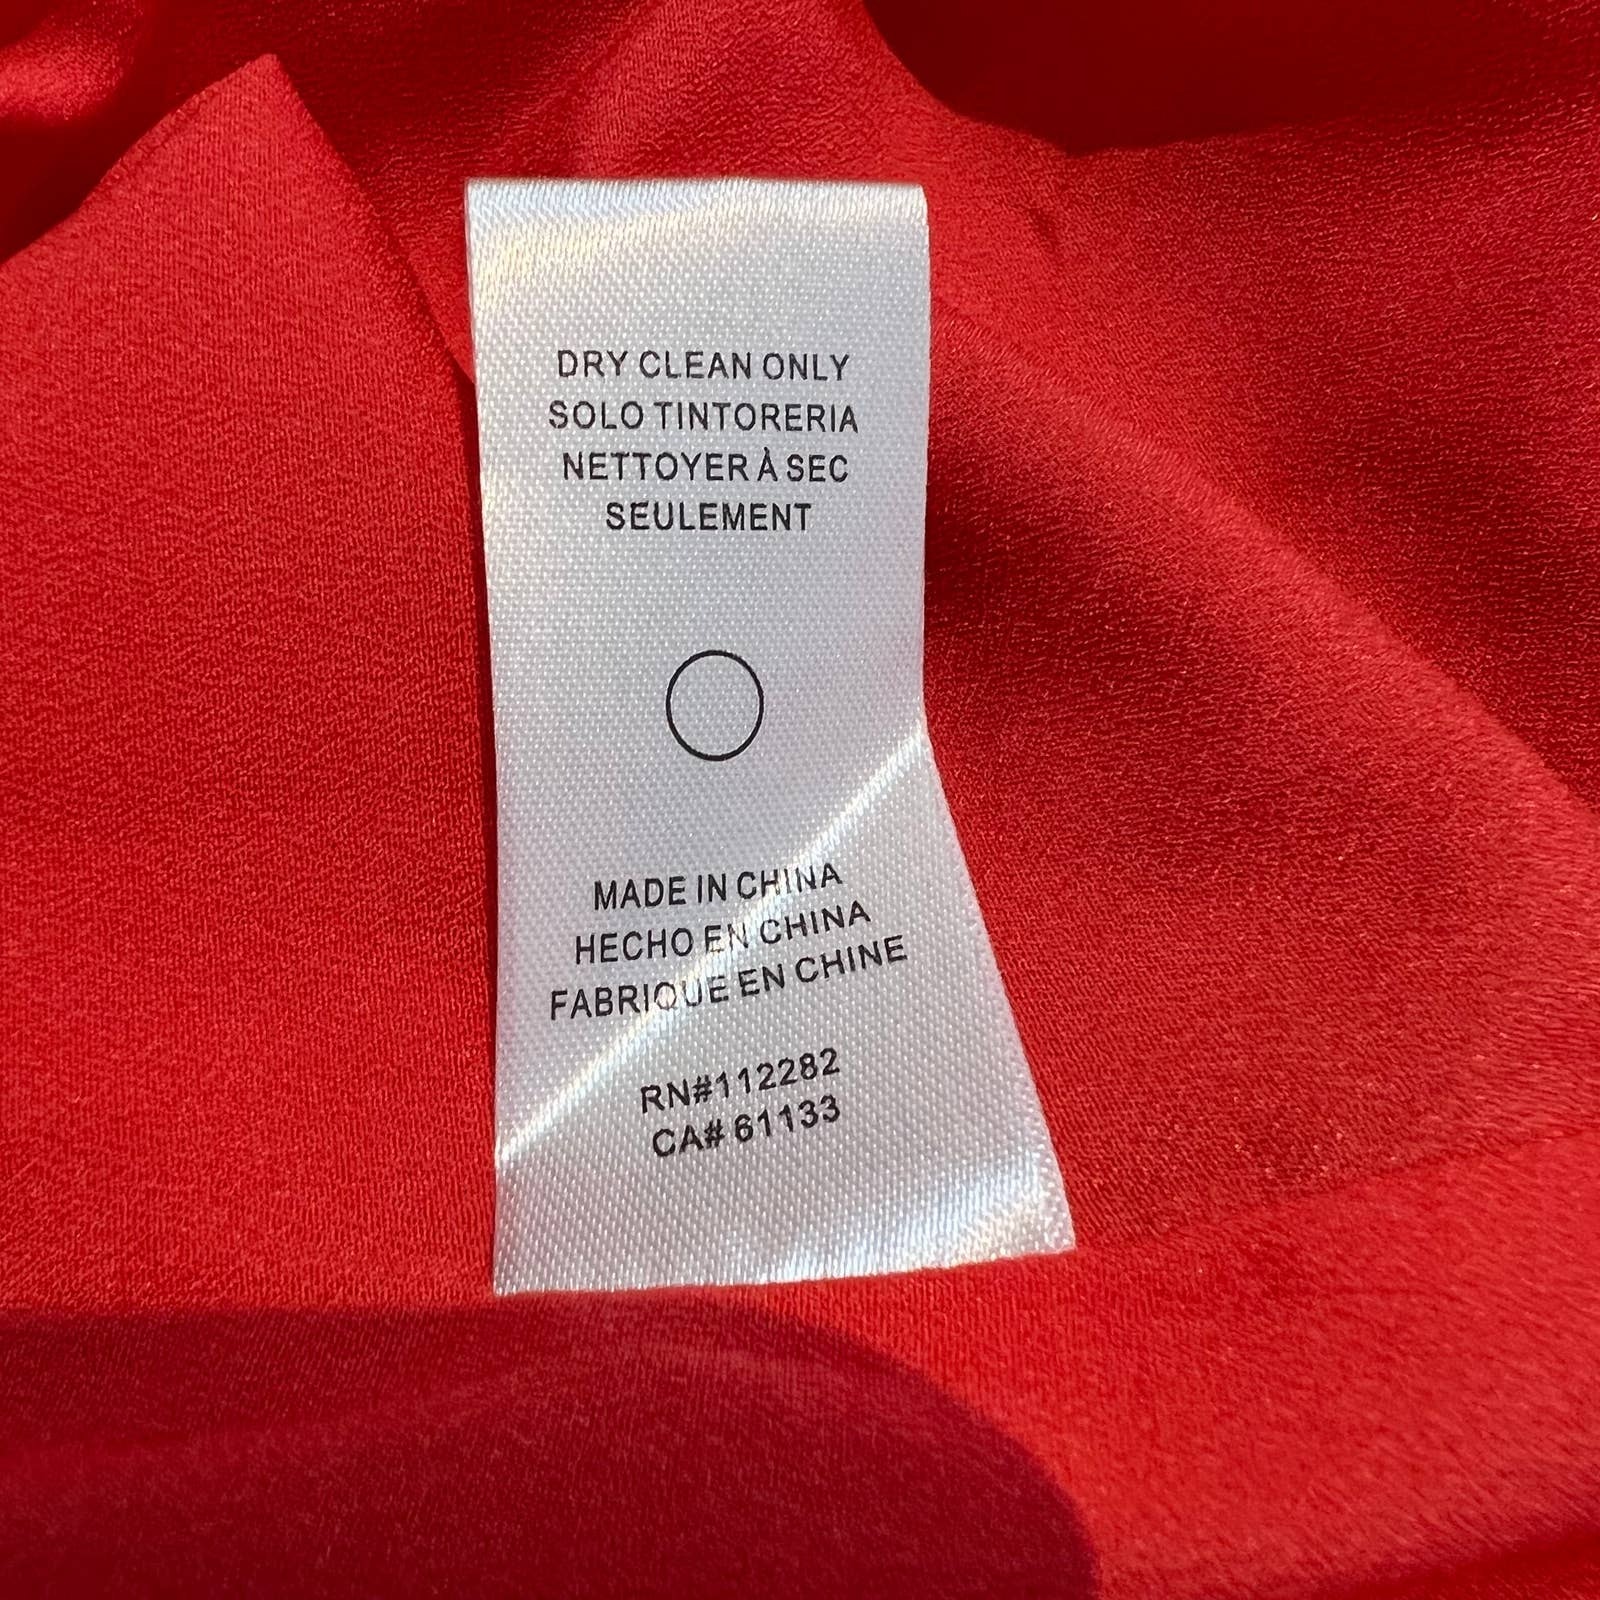 DRY CLEAN ONLY
SOLO TINTORERIA
NETTOYER À SEC
SEULEMENT
MADE IN CHINA
HECHO EN CHINA
FABRIQUE EN CHINE
RN#112282
CA# 61133